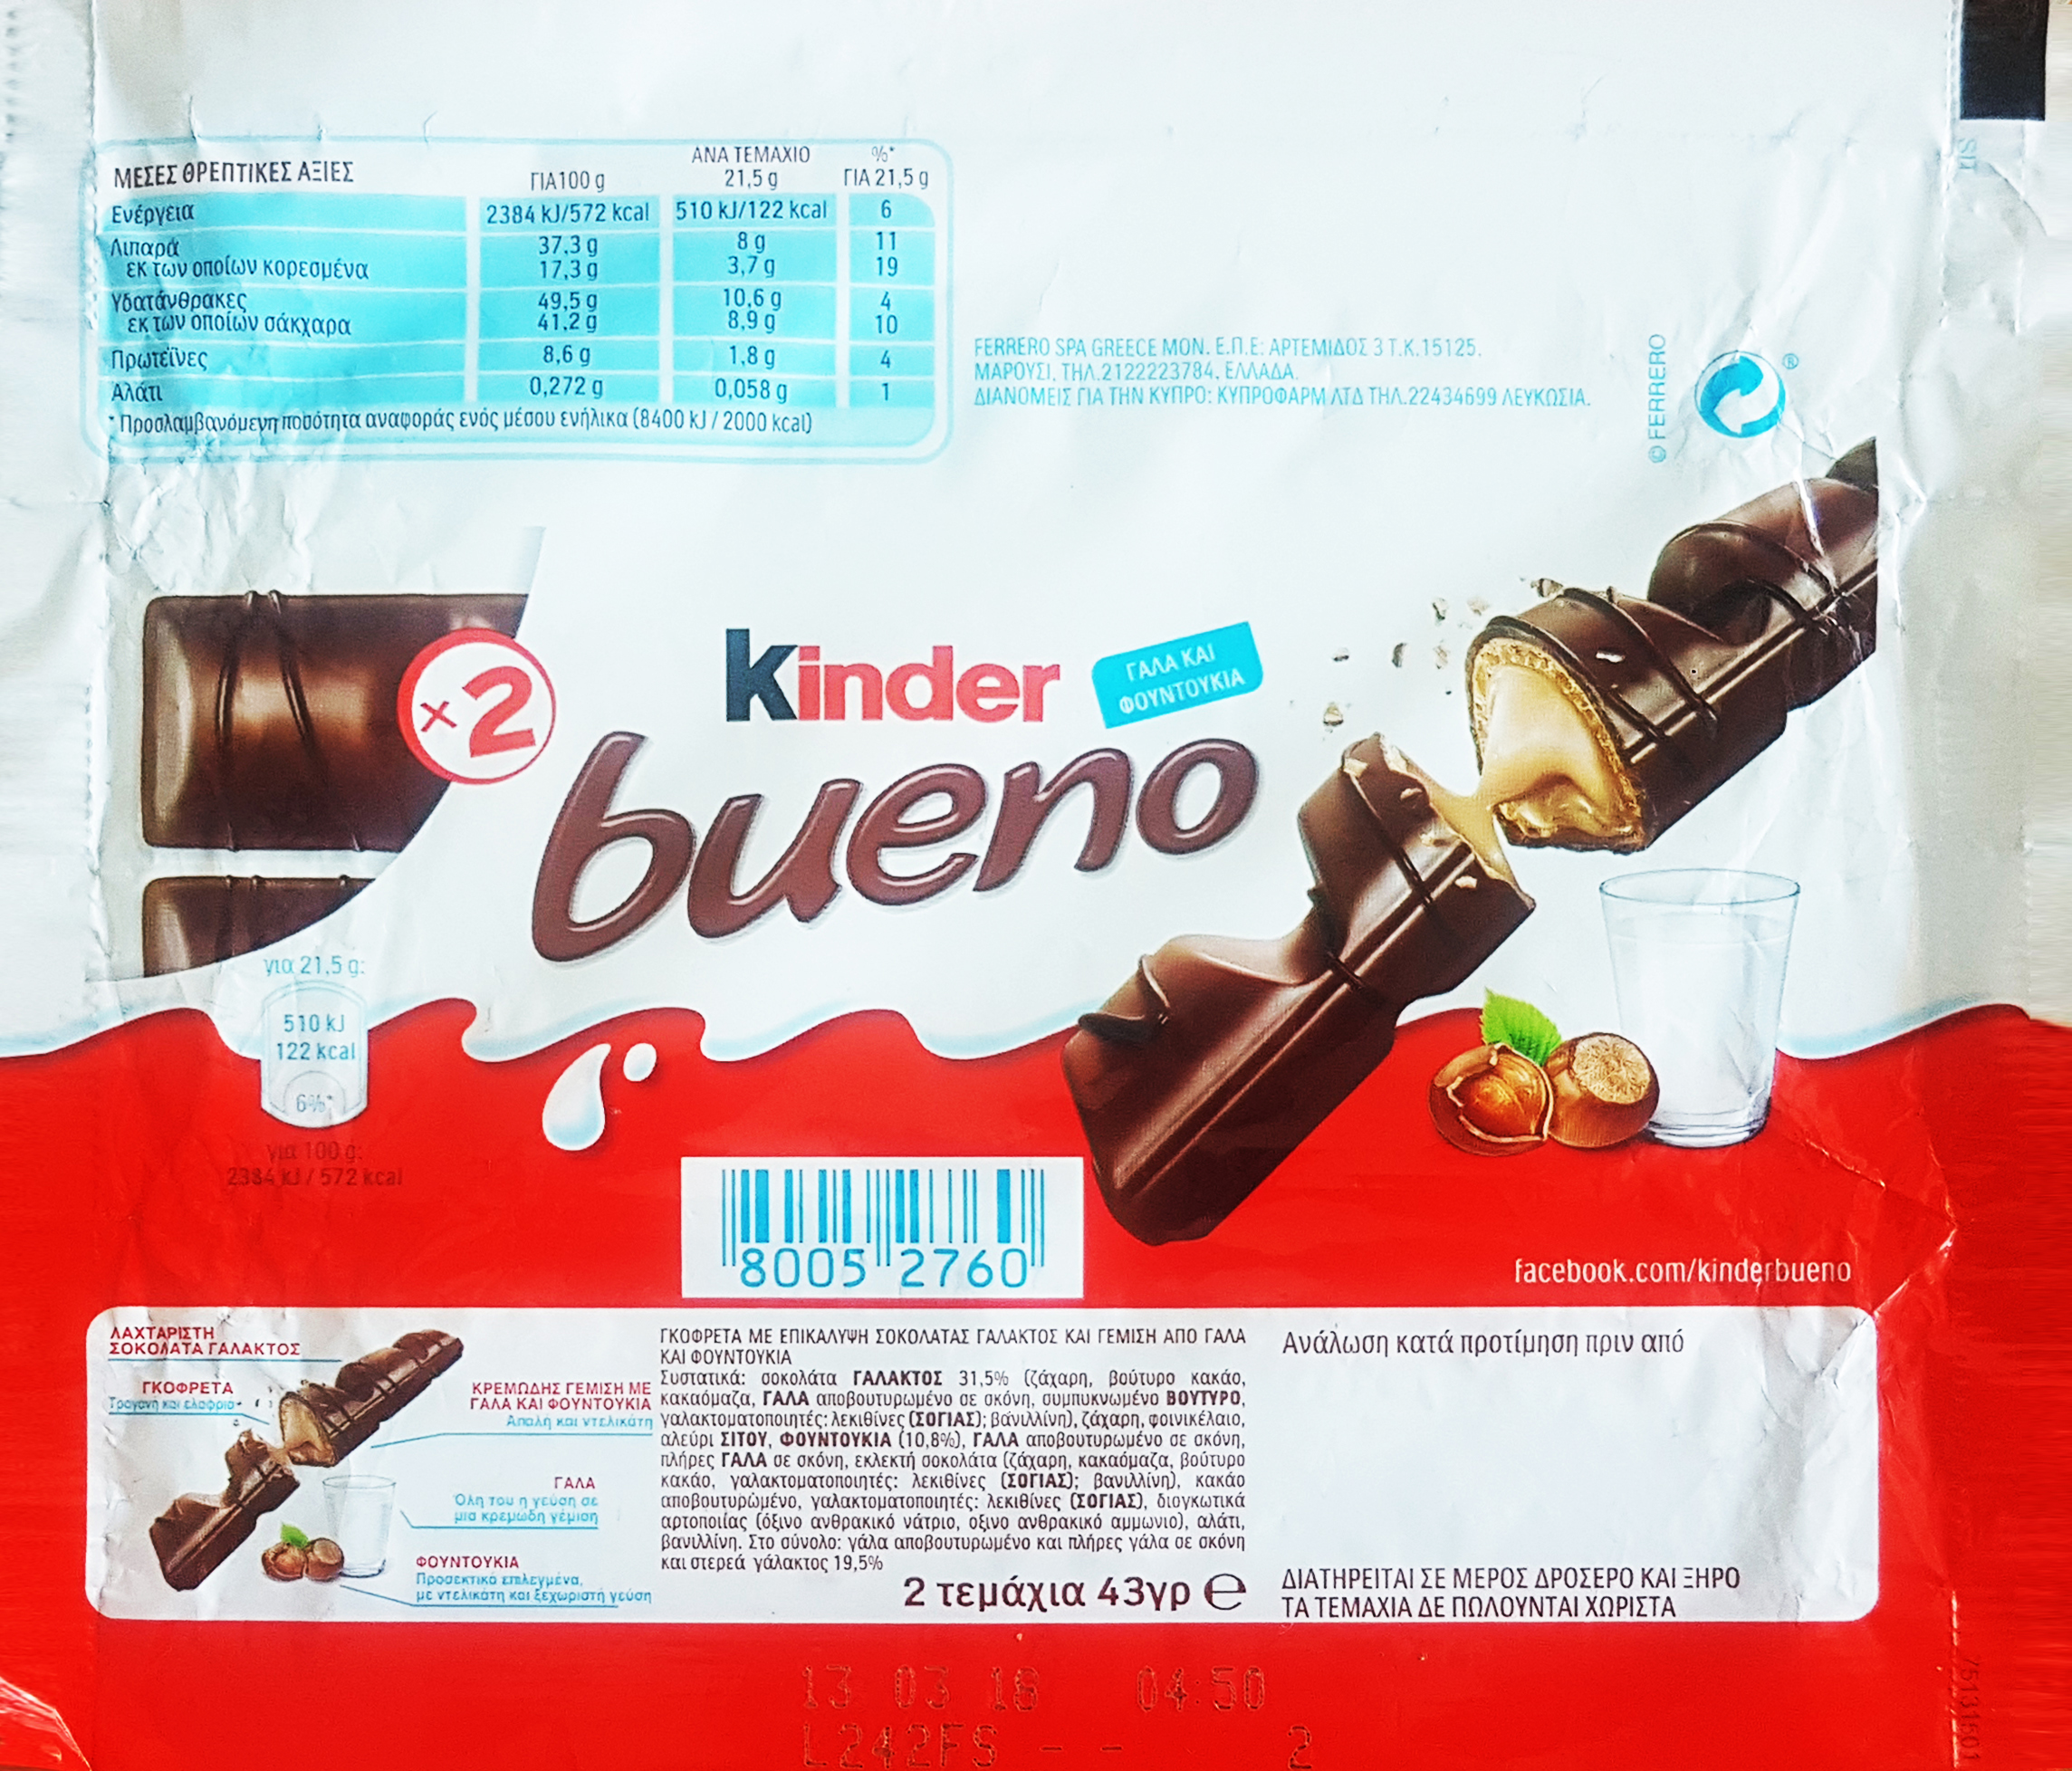 ΜΕΣΕΣ ΘΡΕΠΤΙΚΕΣ ΑΞΙΕΣ ΓΙΑ100 g ΑΝΑ ΤΕΜΑΧΙΟ 21,5 g %* ΓΙΑ 21,5 g
Ενέργεια 2384 kJ/572 kcal 510 kJ/122 kcal 6
Λιπαρά 37,3 g 8 g 11
εκ των οποίων κορεσμένα 17,3 g 3,7 g 19
Υδατάνθρακες 49,5 g 10,6 g 4
εκ των οποίων σάκχαρα 41,2 g 8,9 g 10
Πρωτεΐνες 8,6 g 1,8 g 4
Αλάτι 0,272 g 0,058 g 1
* Προσλαμβανόμενη ποσότητα αναφοράς ενός μέσου ενήλικα (8400 kJ / 2000 kcal)
FERRERO SPA GREECE MON. Ε.Π.Ε: ΑΡΤΕΜΙΔΟΣ 3 Τ.Κ.15125,
ΜΑΡΟΥΣΙ, ΤΗΛ.2122223784, ΕΛΛΑΔΑ.
ΔΙΑΝΟΜΕΙΣ ΓΙΑ ΤΗΝ ΚΥΠΡΟ: ΚΥΠΡΟΦΑΡΜ ΛΤΔ ΤΗΛ.22434699 ΛΕΥΚΩΣΙΑ.
© FERRERO
®
×2
Kinder
ΓΑΛΑ ΚΑΙ
ΦΟΥΝΤΟΥΚΙΑ
bueno
για 21,5 g:
510 kJ
122 kcal
6%*
για 100 g:
2384 kJ / 572 kcal
8005 2760
facebook.com/kinderbueno
ΛΑΧΤΑΡΙΣΤΗ
ΣΟΚΟΛΑΤΑ ΓΑΛΑΚΤΟΣ
ΓΚΟΦΡΕΤΑ
Τραγανή και ελαφριά
ΚΡΕΜΩΔΗΣ ΓΕΜΙΣΗ ΜΕ
ΓΑΛΑ ΚΑΙ ΦΟΥΝΤΟΥΚΙΑ
Απαλή και ντελικάτη
ΓΑΛΑ
Όλη του η γεύση σε
μια κρεμώδη γέμιση
ΦΟΥΝΤΟΥΚΙΑ
Προσεκτικά επιλεγμένα,
με ντελικάτη και ξεχωριστή γεύση
ΓΚΟΦΡΕΤΑ ΜΕ ΕΠΙΚΑΛΥΨΗ ΣΟΚΟΛΑΤΑΣ ΓΑΛΑΚΤΟΣ ΚΑΙ ΓΕΜΙΣΗ ΑΠΟ ΓΑΛΑ
ΚΑΙ ΦΟΥΝΤΟΥΚΙΑ
Συστατικά: σοκολάτα ΓΑΛΑΚΤΟΣ 31,5% (ζάχαρη, βούτυρο κακάο,
κακαόμαζα, ΓΑΛΑ αποβουτυρωμένο σε σκόνη, συμπυκνωμένο ΒΟΥΤΥΡΟ,
γαλακτοματοποιητές: λεκιθίνες (ΣΟΓΙΑΣ); βανιλλίνη), ζάχαρη, φοινικέλαιο,
αλεύρι ΣΙΤΟΥ, ΦΟΥΝΤΟΥΚΙΑ (10,8%), ΓΑΛΑ αποβουτυρωμένο σε σκόνη,
πλήρες ΓΑΛΑ σε σκόνη, εκλεκτή σοκολάτα (ζάχαρη, κακαόμαζα, βούτυρο
κακάο, γαλακτοματοποιητές: λεκιθίνες (ΣΟΓΙΑΣ); βανιλλίνη), κακάο
αποβουτυρωμένο, γαλακτοματοποιητές: λεκιθίνες (ΣΟΓΙΑΣ), διογκωτικά
αρτοποιίας (όξινο ανθρακικό νάτριο, οξινο ανθρακικό αμμωνιο), αλάτι,
βανιλλίνη. Στο σύνολο: γάλα αποβουτυρωμένο και πλήρες γάλα σε σκόνη
και στερεά γάλακτος 19,5%
2 τεμάχια 43γρ ℮
Ανάλωση κατά προτίμηση πριν από
ΔΙΑΤΗΡΕΙΤΑΙ ΣΕ ΜΕΡΟΣ ΔΡΟΣΕΡΟ ΚΑΙ ΞΗΡΟ
ΤΑ ΤΕΜΑΧΙΑ ΔΕ ΠΩΛΟΥΝΤΑΙ ΧΩΡΙΣΤΑ
13 03 16 04:50
L242FS - - 2